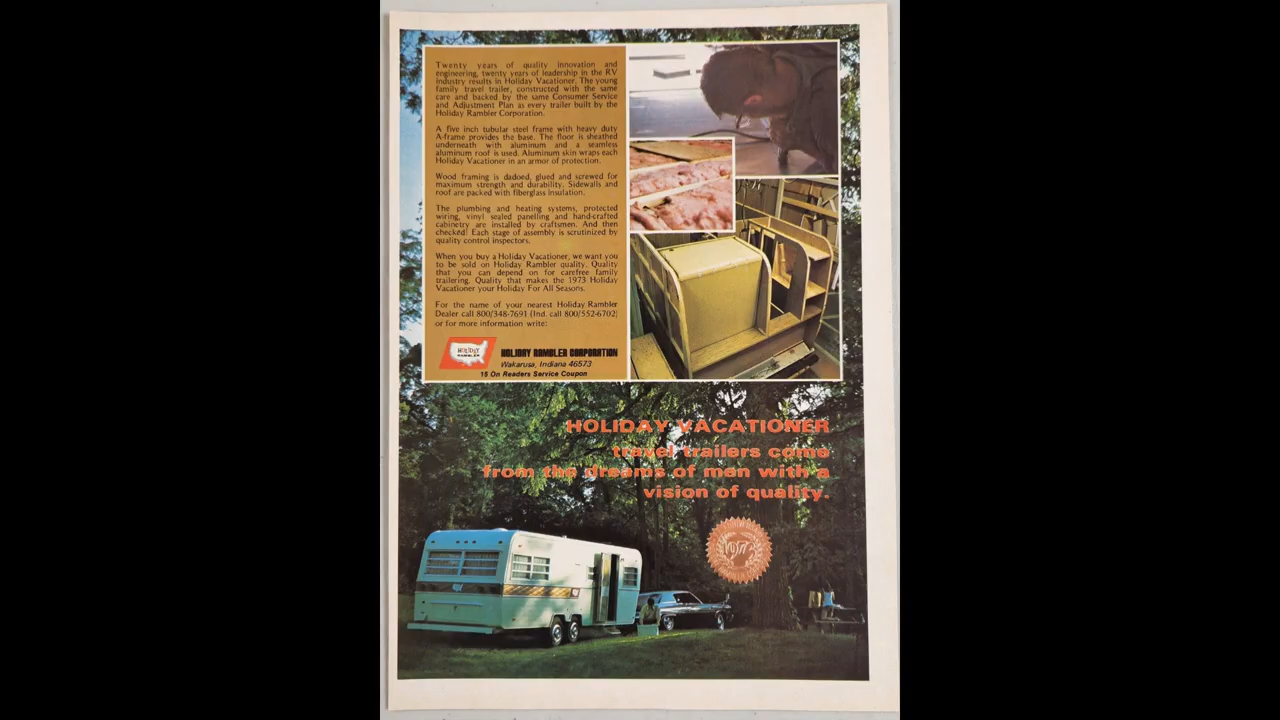 Twenty years of quality innovation and
engineering, twenty years of leadership in the RV
industry results in Holiday Vacationer. The young
family travel trailer, constructed with the same
care and backed by the same Consumer Service
and Adjustment Plan as every trailer built by the
Holiday Rambler Corporation.
A five inch tubular steel frame with heavy duty
A-frame provides the base. The floor is sheathed
underneath with aluminum and a seamless
aluminum roof is used. Aluminum skin wraps each
Holiday Vacationer in an armor of protection.
Wood framing is dadoed, glued and screwed for
maximum strength and durability. Sidewalls and
roof are packed with fiberglass insulation.
The plumbing and heating systems, protected
wiring, vinyl sealed panelling and hand-crafted
cabinetry are installed by craftsmen. And then
checked! Each stage of assembly is scrutinized by
quality control inspectors.
When you buy a Holiday Vacationer, we want you
to be sold on Holiday Rambler quality. Quality
that you can depend on for carefree family
trailering. Quality that makes the 1973 Holiday
Vacationer your Holiday For All Seasons.
For the name of your nearest Holiday Rambler
Dealer call 800/348-7691 (Ind. call 800/552-6702)
or for more information write:
HOLIDAY
RAMBLER
HOLIDAY RAMBLER CORPORATION
Wakarusa, Indiana 46573
15 On Readers Service Coupon
HOLIDAY VACATIONER
travel trailers come
from the dreams of men with a
vision of quality.